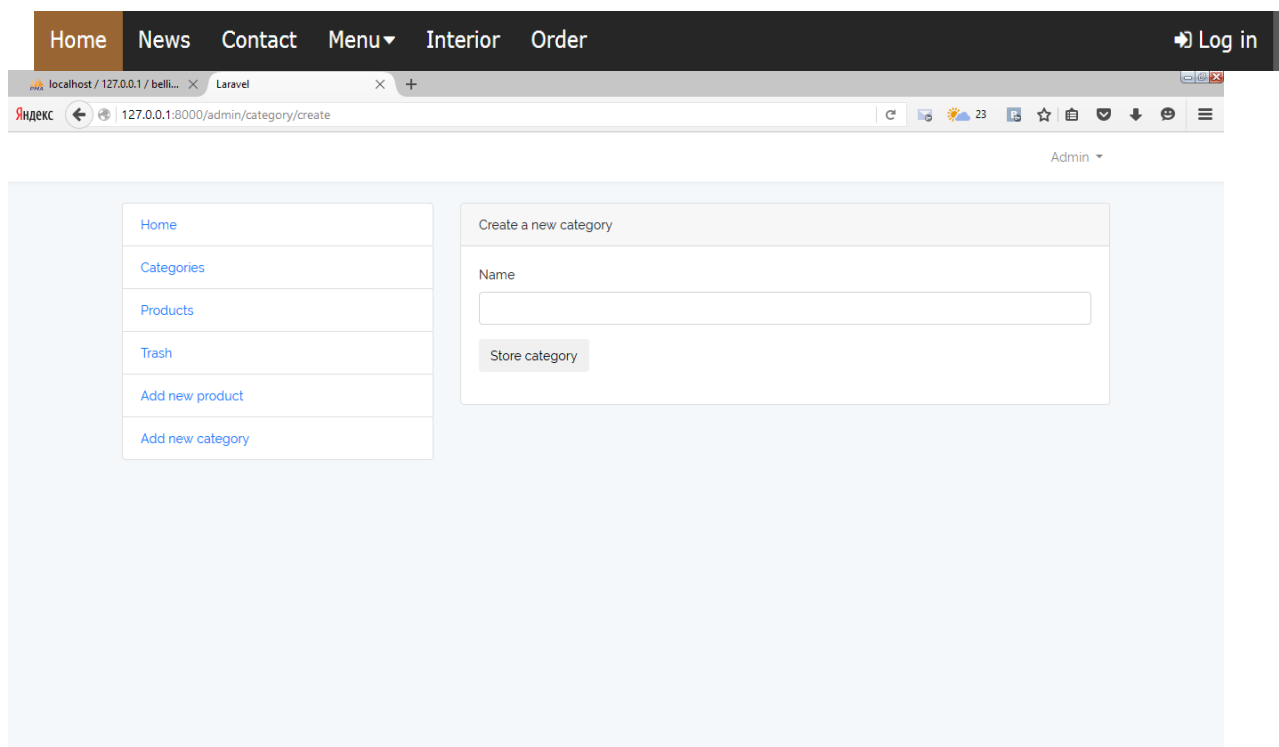 Home News Contact Menu Interior Order Log in
localhost / 127.0.0.1 / belli... Laravel
Яндекс 127.0.0.1:8000/admin/category/create 23
Admin
Home
Categories
Products
Trash
Add new product
Add new category
Create a new category
Name
Store category